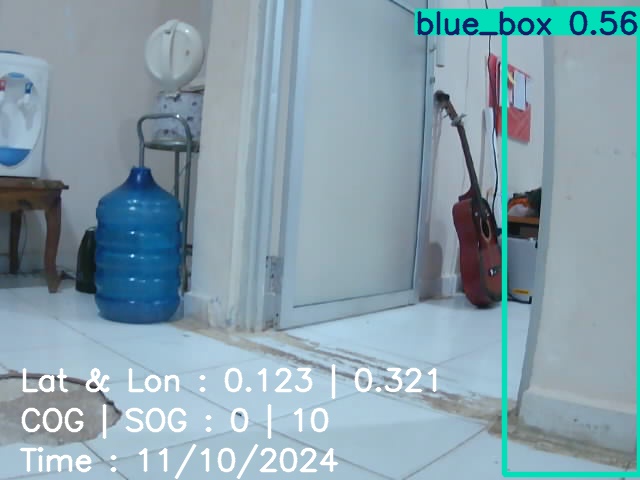 blue_box 0.56
Lat & Lon : 0.123 | 0.321
COG | SOG : 0 | 10
Time : 11/10/2024